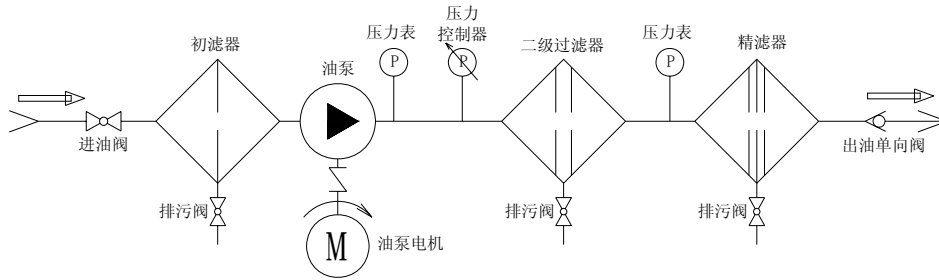 初滤器
油泵
压力表
压力
控制器
二级过滤器
压力表
精滤器
P
P
P
进油阀
出油单向阀
排污阀
排污阀
排污阀
M
油泵电机